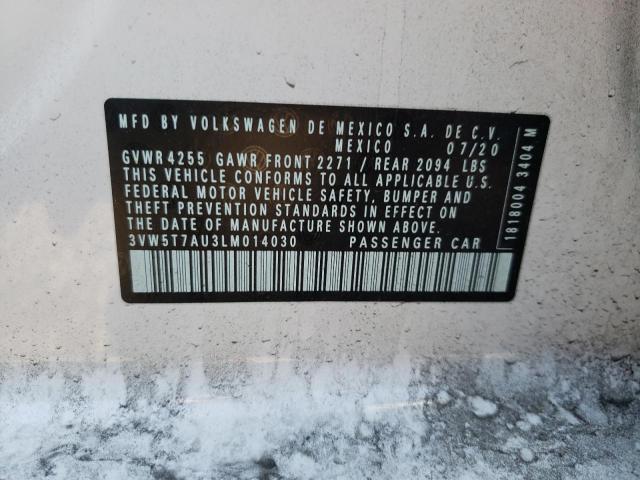 MFD BY VOLKSWAGEN DE MEXICO S.A. DE C.V.
MEXICO 07/20
GVWR 4255 GAWR FRONT 2271 / REAR 2094 LBS
THIS VEHICLE CONFORMS TO ALL APPLICABLE U.S.
FEDERAL MOTOR VEHICLE SAFETY, BUMPER AND
THEFT PREVENTION STANDARDS IN EFFECT ON
THE DATE OF MANUFACTURE SHOWN ABOVE.
3VW5T7AU3LM014030 PASSENGER CAR
1818004 3404 M